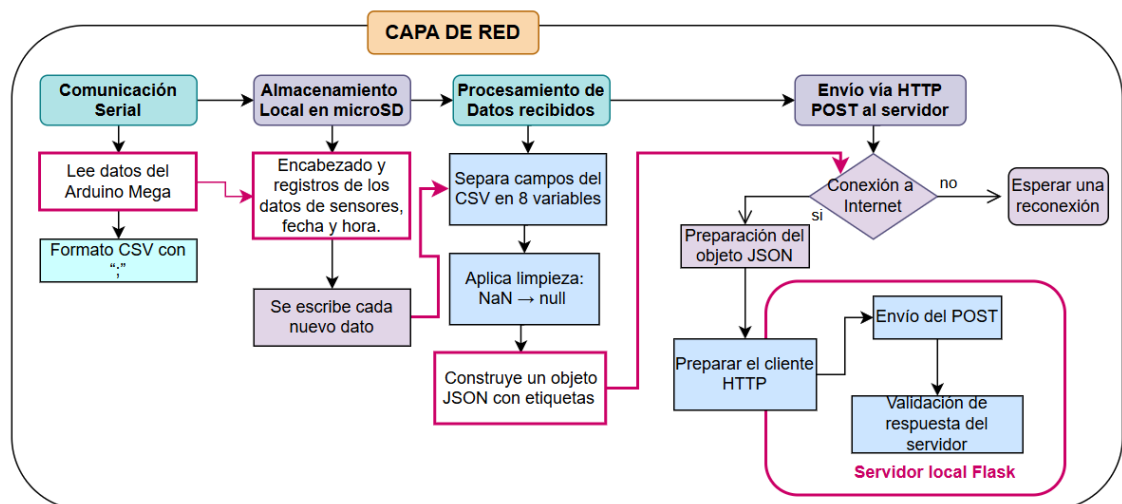 CAPA DE RED
Comunicación
Serial
Almacenamiento
Local en microSD
Procesamiento de
Datos recibidos
Envío vía HTTP
POST al servidor
Lee datos del
Arduino Mega
Formato CSV con
“;”
Encabezado y
registros de los
datos de sensores,
fecha y hora.
Se escribe cada
nuevo dato
Separa campos del
CSV en 8 variables
Aplica limpieza:
NaN → null
Construye un objeto
JSON con etiquetas
Conexión a
Internet
no
si
Esperar una
reconexión
Preparación del
objeto JSON
Preparar el cliente
HTTP
Envío del POST
Validación de
respuesta del
servidor
Servidor local Flask